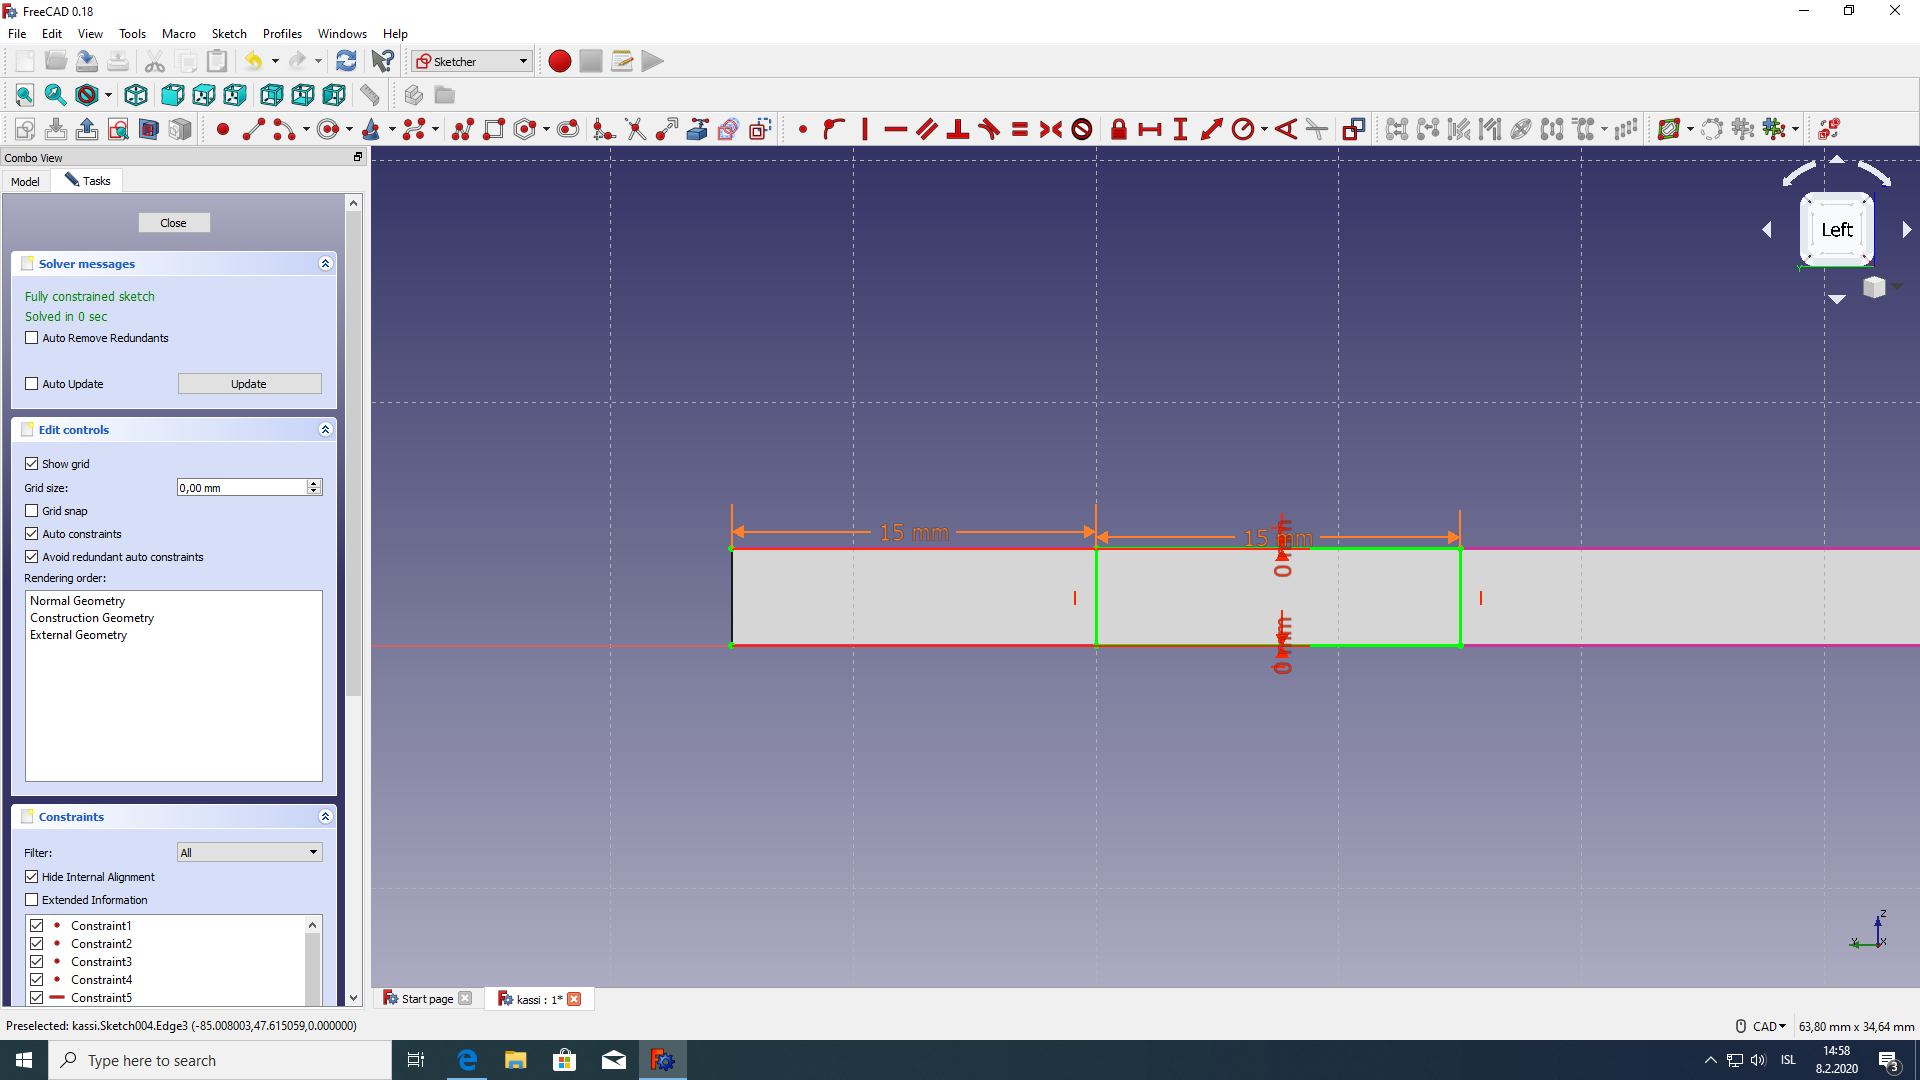 FreeCAD 0.18
File Edit View Tools Macro Sketch Profiles Windows Help
Sketcher
Combo View
Model Tasks
Close
Solver messages
Fully constrained sketch
Solved in 0 sec
Auto Remove Redundants
Auto Update Update
Edit controls
Show grid
Grid size: 0,00 mm
Grid snap
Auto constraints
Avoid redundant auto constraints
Rendering order:
Normal Geometry
Construction Geometry
External Geometry
Constraints
Filter: All
Hide Internal Alignment
Extended Information
Constraint1
Constraint2
Constraint3
Constraint4
Constraint5
Left
Y
15 mm
15 mm
0 mm
0 mm
Z
Y X
Start page kassi : 1*
Preselected: kassi.Sketch004.Edge3 (-85.008003,47.615059,0.000000)
CAD 63,80 mm x 34,64 mm
Type here to search
ISL
14:58
8.2.2020
3